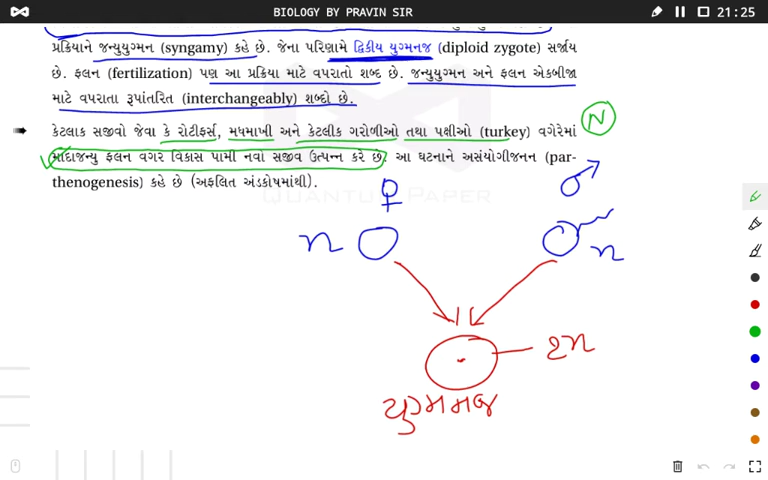 BIOLOGY BY PRAVIN SIR
21:25
પ્રક્રિયાને જન્યુયુગ્મન (syngamy) કહે છે. જેના પરિણામે દ્વિકીય યુગ્મનજ (diploid zygote) સર્જાય
છે. ફલન (fertilization) પણ આ પ્રક્રિયા માટે વપરાતો શબ્દ છે. જન્યુયુગ્મન અને ફલન એકબીજા
માટે વપરાતા રૂપાંતરિત (interchangeably) શબ્દો છે.
કેટલાક સજીવો જેવા કે રોટીફર્સ, મધમાખી અને કેટલીક ગરોળીઓ તથા પક્ષીઓ (turkey) વગેરેમાં
N
માદાજન્યુ ફલન વગર વિકાસ પામી નવો સજીવ ઉત્પન્ન કરે છે. આ ઘટનાને અસંયોગીજનન (par-
thenogenesis) કહે છે (અફલિત અંડકોષમાંથી).
QUANTUM PAPER
♀ ♂
n n
2n
યુગ્મમજ